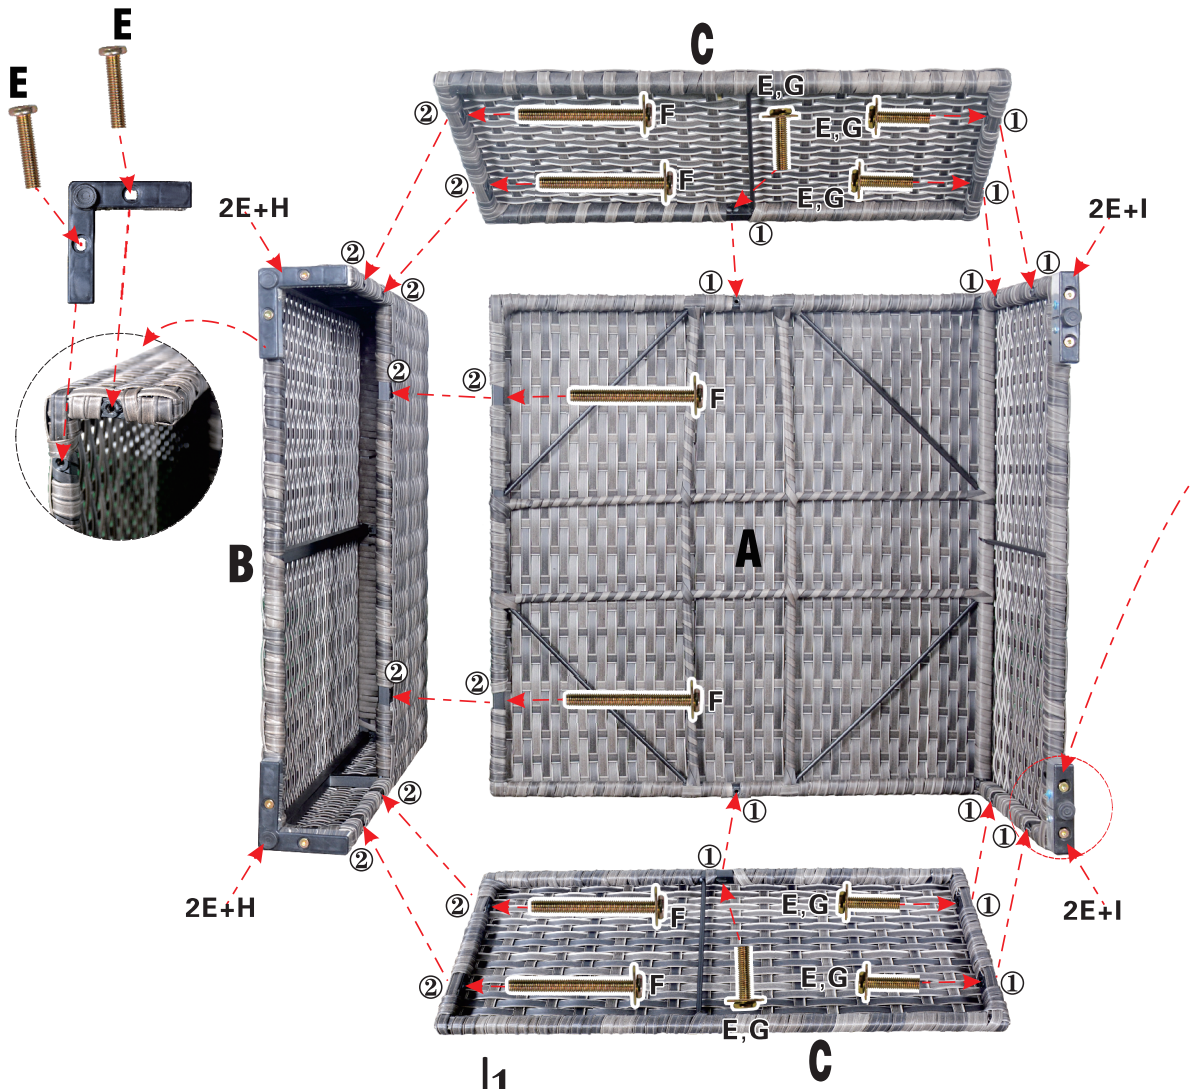 E
E
C
E,G
② F E,G ①
② F E,G ①
2E+H ① 2E+I
② ② ① ① ①
② ② F
B A
② ② F
② ① ① ①
② ①
2E+H ② F E,G ① 2E+I
② F E,G ①
E,G
C